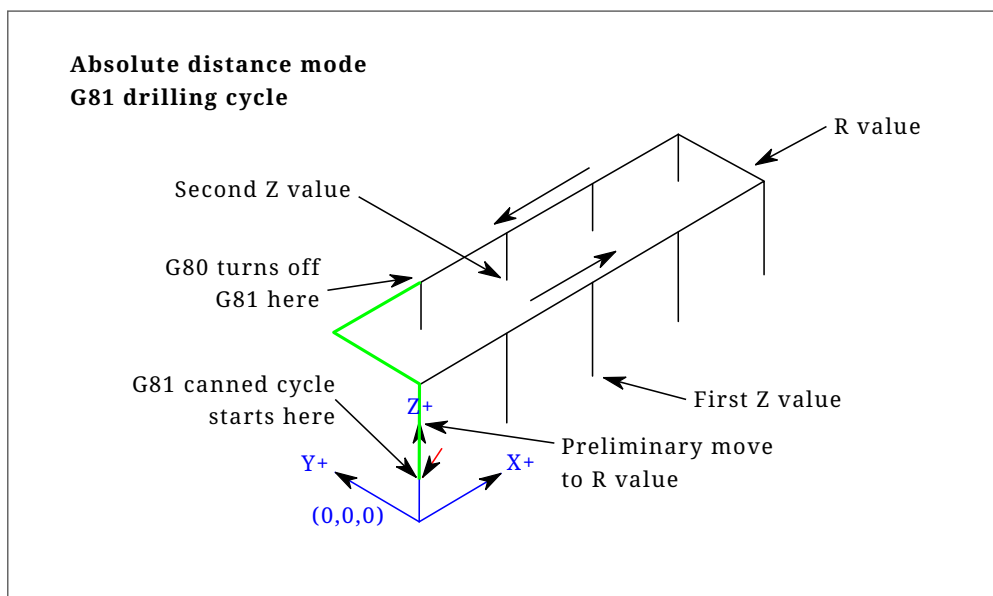 Absolute distance mode
G81 drilling cycle
R value
Second Z value
G80 turns off
G81 here
G81 canned cycle
starts here
Z+
First Z value
Preliminary move
to R value
Y+
X+
(0,0,0)